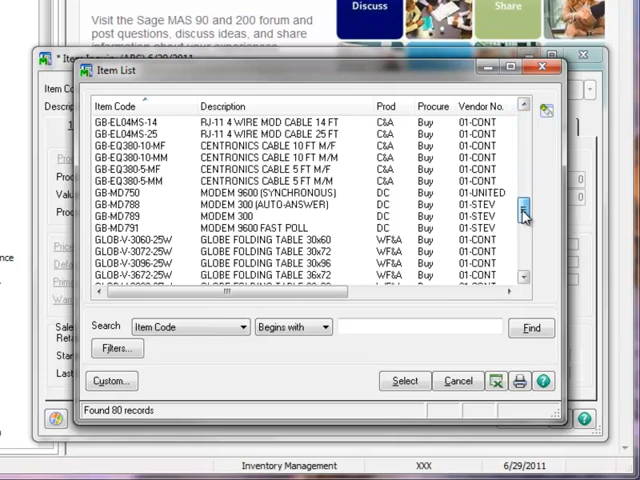 Visit the Sage MAS 90 and 200 forum and
post questions, discuss ideas, and share
information about your experiences
Discuss
Share
Item List
Item Code Description Prod Procure Vendor No.
GB-EL04MS-14 RJ-11 4 WIRE MOD CABLE 14 FT C&A Buy 01-CONT
GB-EL04MS-25 RJ-11 4 WIRE MOD CABLE 25 FT C&A Buy 01-CONT
GB-EQ380-10-MF CENTRONICS CABLE 10 FT M/F C&A Buy 01-CONT
GB-EQ380-10-MM CENTRONICS CABLE 10 FT M/M C&A Buy 01-CONT
GB-EQ380-5-MF CENTRONICS CABLE 5 FT M/F C&A Buy 01-CONT
GB-EQ380-5-MM CENTRONICS CABLE 5 FT M/M C&A Buy 01-CONT
GB-MD750 MODEM 9600 (SYNCHRONOUS) DC Buy 01-UNITED
GB-MD788 MODEM 300 (AUTO-ANSWER) DC Buy 01-STEV
GB-MD789 MODEM 300 DC Buy 01-STEV
GB-MD791 MODEM 9600 FAST POLL DC Buy 01-STEV
GLOB-V-3060-25W GLOBE FOLDING TABLE 30x60 WF&A Buy 01-CONT
GLOB-V-3072-25W GLOBE FOLDING TABLE 30x72 WF&A Buy 01-CONT
GLOB-V-3096-25W GLOBE FOLDING TABLE 30x96 WF&A Buy 01-CONT
GLOB-V-3672-25W GLOBE FOLDING TABLE 36x72 WF&A Buy 01-CONT
Search Item Code Begins with Find
Filters...
Custom... Select Cancel
Found 80 records
Inventory Management XXX 6/29/2011